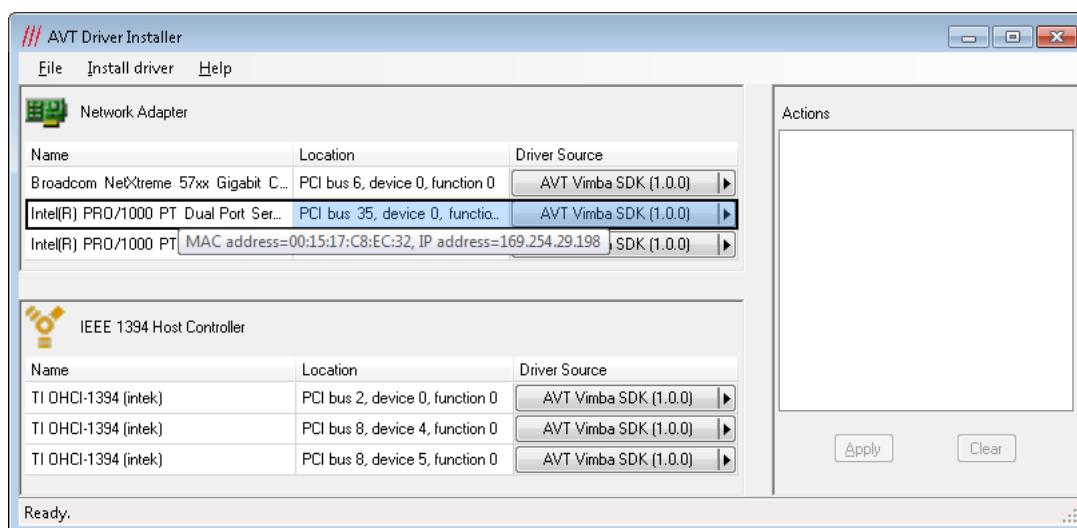 AVT Driver Installer
File Install driver Help
Network Adapter
Name Location Driver Source
Broadcom NetXtreme 57xx Gigabit C... PCI bus 6, device 0, function 0 AVT Vimba SDK (1.0.0)
Intel(R) PRO/1000 PT Dual Port Ser... PCI bus 35, device 0, functio... AVT Vimba SDK (1.0.0)
Intel(R) PRO/1000 PT MAC address=00:15:17:C8:EC:32, IP address=169.254.29.198 SDK (1.0.0)
IEEE 1394 Host Controller
Name Location Driver Source
TI OHCI-1394 (intek) PCI bus 2, device 0, function 0 AVT Vimba SDK (1.0.0)
TI OHCI-1394 (intek) PCI bus 8, device 4, function 0 AVT Vimba SDK (1.0.0)
TI OHCI-1394 (intek) PCI bus 8, device 5, function 0 AVT Vimba SDK (1.0.0)
Actions
Apply Clear
Ready.